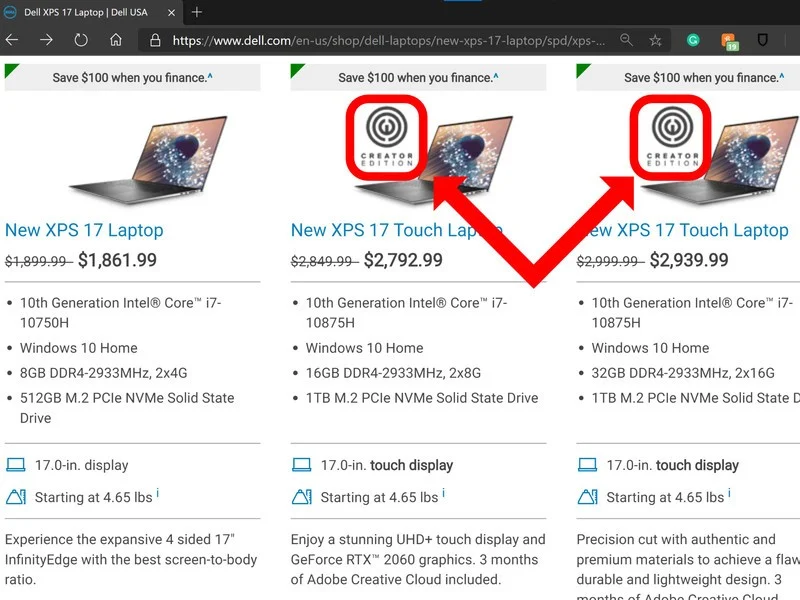 Dell XPS 17 Laptop | Dell USA
https://www.dell.com/en-us/shop/dell-laptops/new-xps-17-laptop/spd/xps-...
19
Save $100 when you finance.^
New XPS 17 Laptop
$1,899.99 $1,861.99
• 10th Generation Intel® Core™ i7-
10750H
• Windows 10 Home
• 8GB DDR4-2933MHz, 2x4G
• 512GB M.2 PCIe NVMe Solid State
Drive
17.0-in. display
Starting at 4.65 lbs i
Experience the expansive 4 sided 17"
InfinityEdge with the best screen-to-body
ratio.
Save $100 when you finance.^
CREATOR
EDITION
New XPS 17 Touch
$2,849.99 $2,792.99
• 10th Generation Intel® Core™ i7-
10875H
• Windows 10 Home
• 16GB DDR4-2933MHz, 2x8G
• 1TB M.2 PCIe NVMe Solid State Drive
17.0-in. touch display
Starting at 4.65 lbs i
Enjoy a stunning UHD+ touch display and
GeForce RTX™ 2060 graphics. 3 months
of Adobe Creative Cloud included.
Save $100 when you finance.^
CREATOR
EDITION
XPS 17 Touch Laptop
$2,999.99 $2,939.99
• 10th Generation Intel® Core™ i7-
10875H
• Windows 10 Home
• 32GB DDR4-2933MHz, 2x16G
• 1TB M.2 PCIe NVMe Solid State D
17.0-in. touch display
Starting at 4.65 lbs i
Precision cut with authentic and
premium materials to achieve a flaw
durable and lightweight design. 3
months of Adobe Creative Cloud